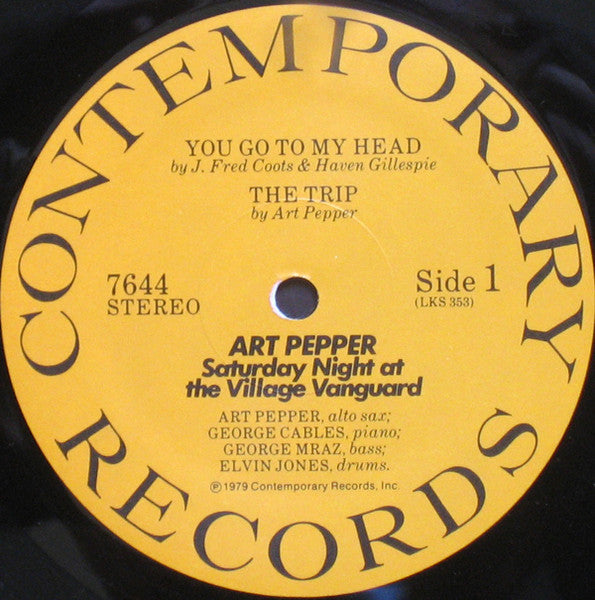 CONTEMPORARY
YOU GO TO MY HEAD
by J. Fred Coots & Haven Gillespie
THE TRIP
by Art Pepper
7644
STEREO
Side 1
(LKS 353)
ART PEPPER
Saturday Night at
the Village Vanguard
ART PEPPER, alto sax;
GEORGE CABLES, piano;
GEORGE MRAZ, bass;
ELVIN JONES, drums.
℗ 1979 Contemporary Records, Inc.
RECORDS